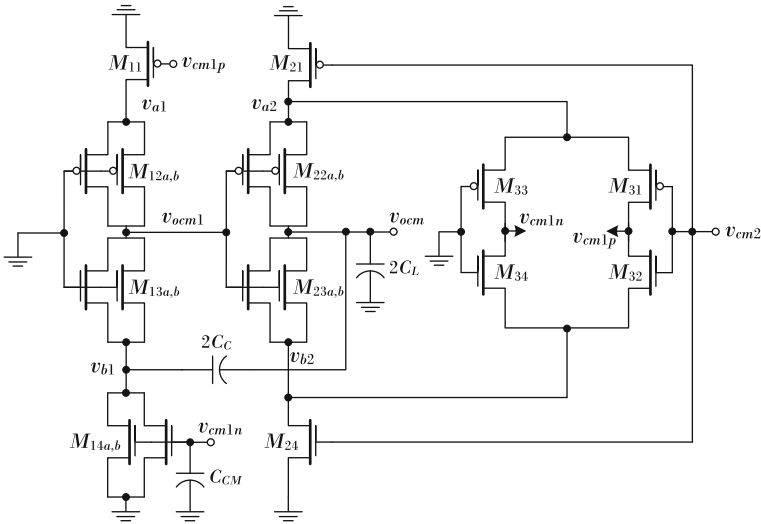 M11
vcm1p
M21
va1
va2
M12a,b
M22a,b
M33
M31
vocm1
vocm
vcm1n
vcm1p
vcm2
M13a,b
M23a,b
2CL
M34
M32
2CC
vb1
vb2
M14a,b
vcm1n
M24
CCM